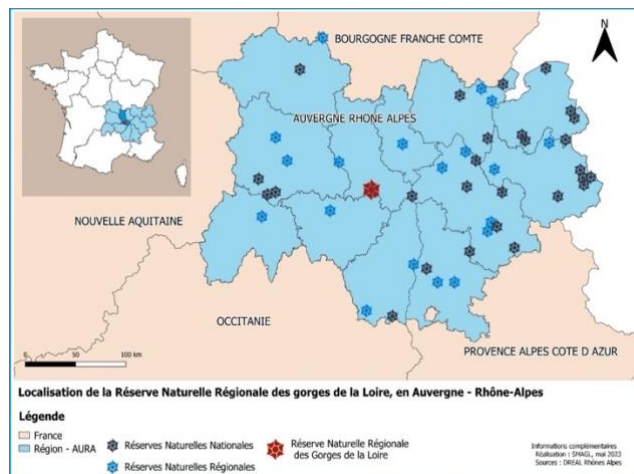 BOURGOGNE FRANCHE COMTE
N
AUVERGNE RHONE ALPES
NOUVELLE AQUITAINE
OCCITANIE
PROVENCE ALPES COTE D AZUR
0 50 100 km
Localisation de la Réserve Naturelle Régionale des gorges de la Loire, en Auvergne - Rhône-Alpes
Légende
France
Région - AURA
Réserves Naturelles Nationales
Réserves Naturelles Régionales
Réserve Naturelle Régionale
des Gorges de la Loire
Informations complémentaires
Réalisation : SMAGL, mai 2023
Sources : DREAL Rhônes Alpes